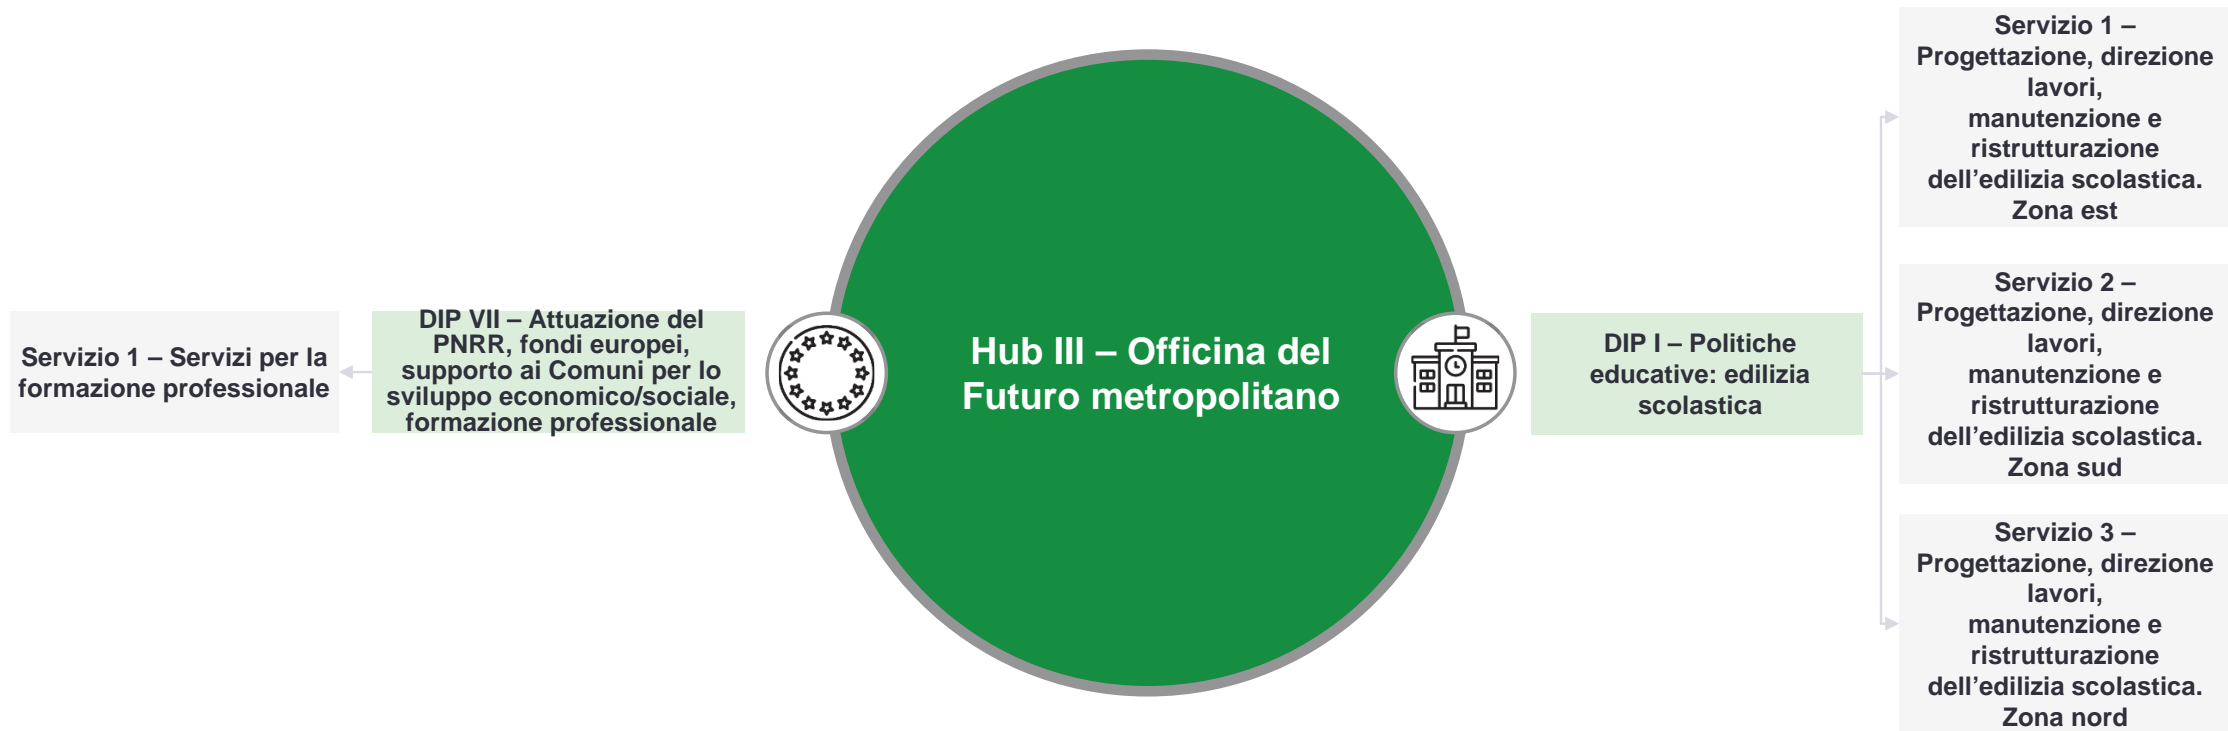 Servizio 1 – Servizi per la
formazione professionale
DIP VII – Attuazione del
PNRR, fondi europei,
supporto ai Comuni per lo
sviluppo economico/sociale,
formazione professionale
Hub III – Officina del
Futuro metropolitano
DIP I – Politiche
educative: edilizia
scolastica
Servizio 1 –
Progettazione, direzione
lavori,
manutenzione e
ristrutturazione
dell’edilizia scolastica.
Zona est
Servizio 2 –
Progettazione, direzione
lavori,
manutenzione e
ristrutturazione
dell’edilizia scolastica.
Zona sud
Servizio 3 –
Progettazione, direzione
lavori,
manutenzione e
ristrutturazione
dell’edilizia scolastica.
Zona nord